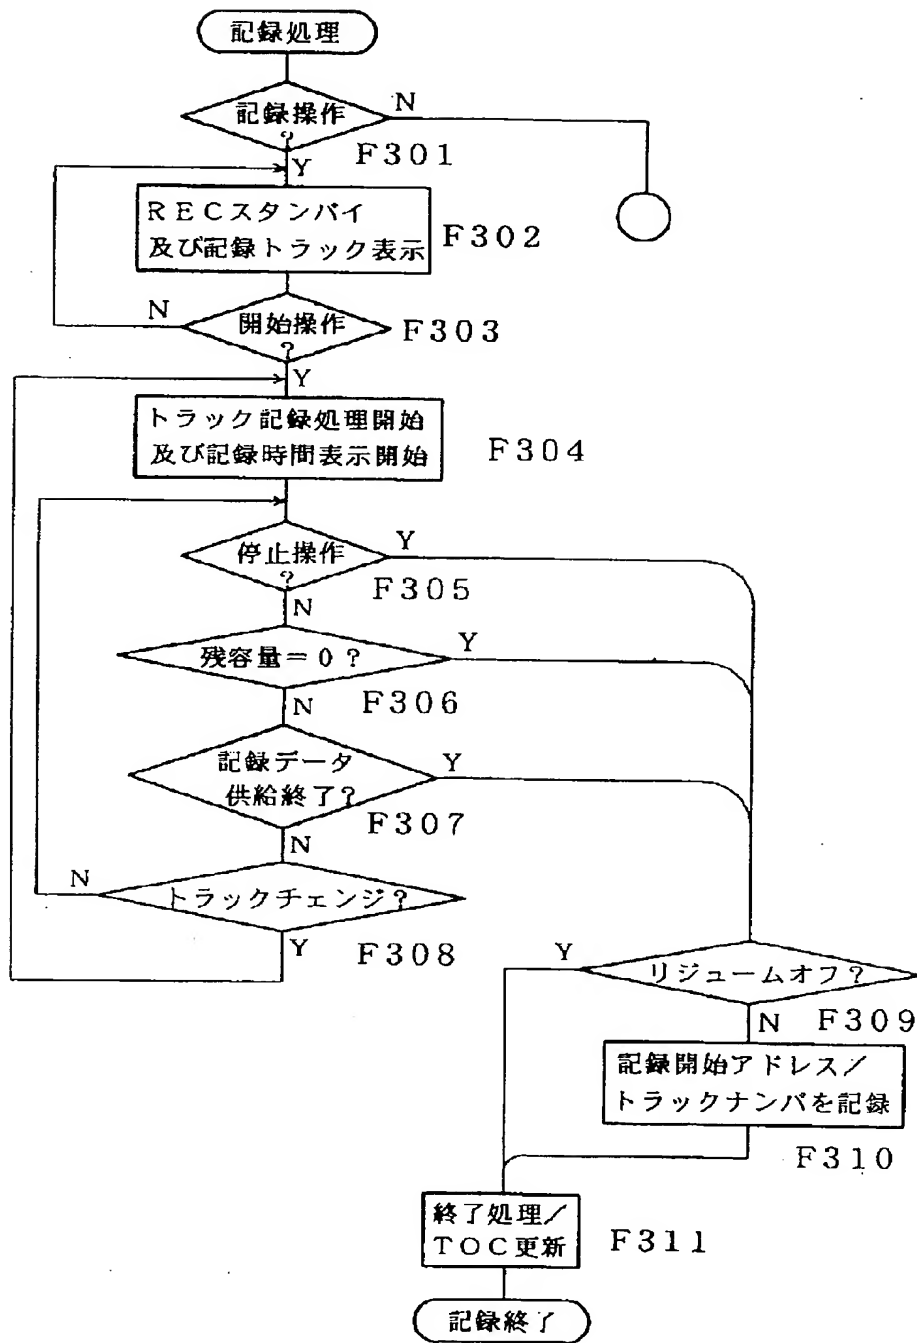 記録処理
記録操作
?
N
F301
Y
RECスタンバイ
及び記録トラック表示
F302
N
開始操作
?
F303
Y
トラック記録処理開始
及び記録時間表示開始
F304
停止操作
?
Y
F305
N
残容量=0?
Y
F306
N
記録データ
供給終了?
Y
F307
N
N
トラックチェンジ?
Y
F308
Y
リジュームオフ?
N
F309
記録開始アドレス/
トラックナンバを記録
F310
終了処理/
TOC更新
F311
記録終了